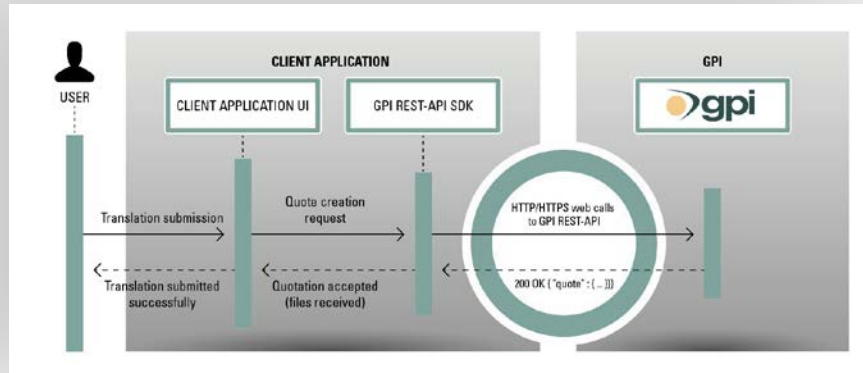 CLIENT APPLICATION
GPI
USER
CLIENT APPLICATION UI
GPI REST-API SDK
gpi
Translation submission
Quote creation
request
HTTP/HTTPS web calls
to GPI REST-API
Translation submitted
successfully
Quotation accepted
(files received)
200 OK { "quote" : { ... }}}